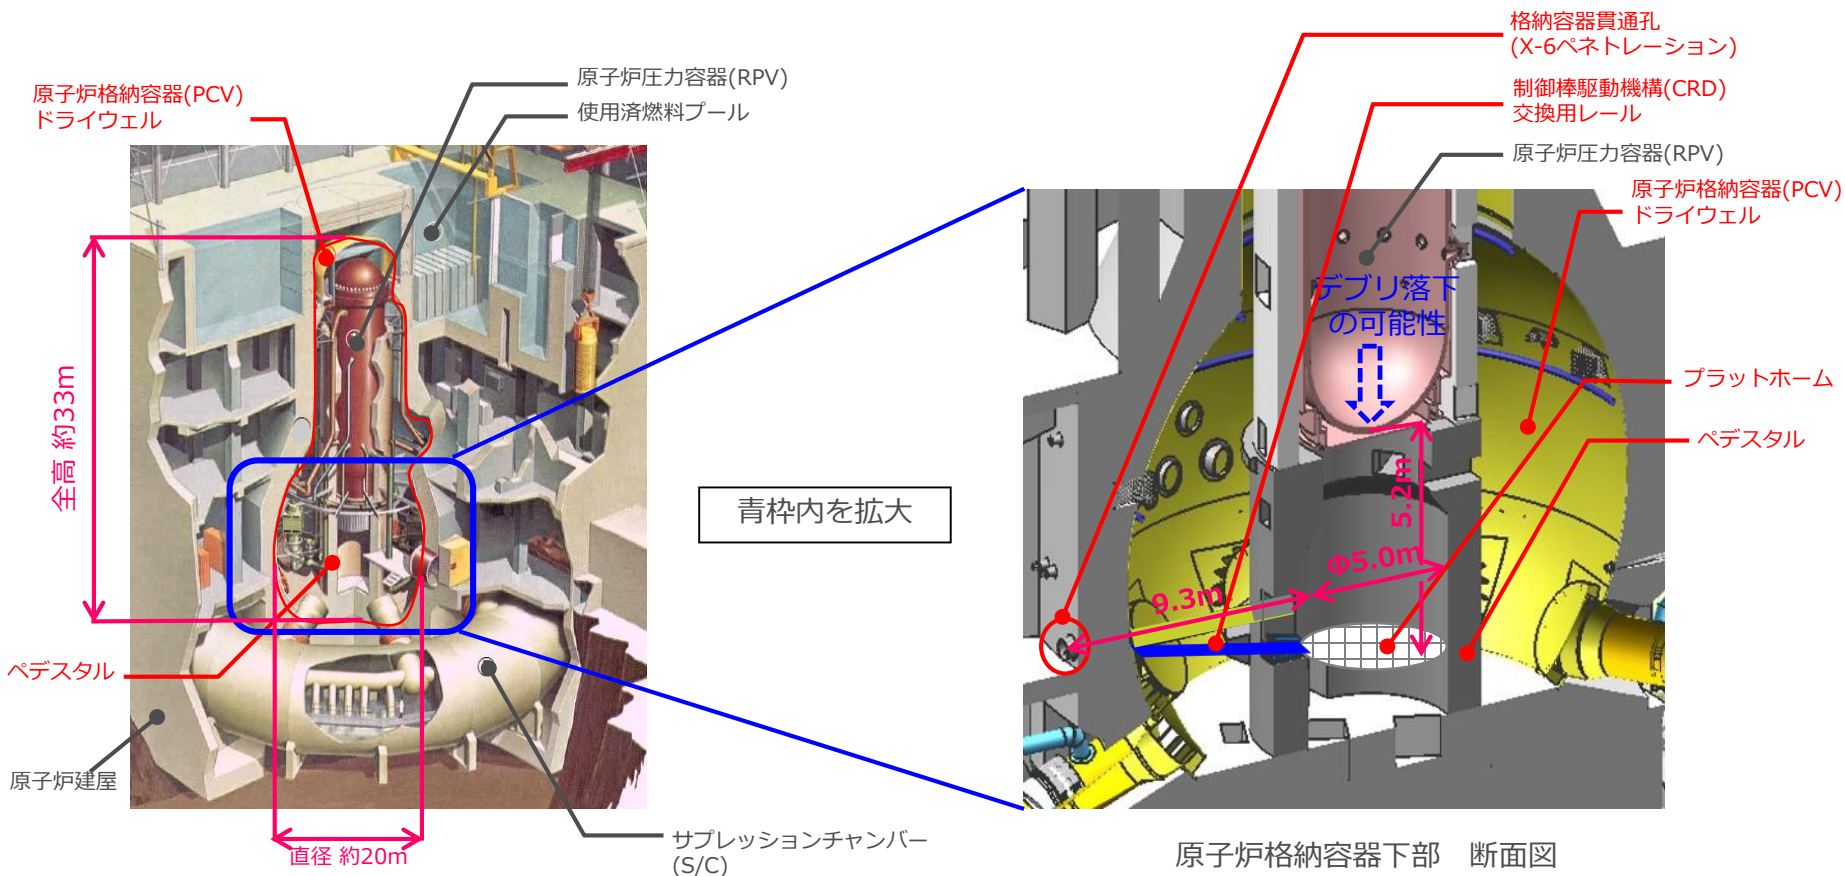 原子炉格納容器(PCV)
ドライウェル
原子炉圧力容器(RPV)
使用済燃料プール
全高 約33m
ペデスタル
原子炉建屋
直径 約20m
サプレッションチャンバー
(S/C)
青枠内を拡大
格納容器貫通孔
(X-6ペネトレーション)
制御棒駆動機構(CRD)
交換用レール
原子炉圧力容器(RPV)
原子炉格納容器(PCV)
ドライウェル
デブリ落下
の可能性
プラットホーム
ペデスタル
5.2m
Φ5.0m
9.3m
原子炉格納容器下部 断面図